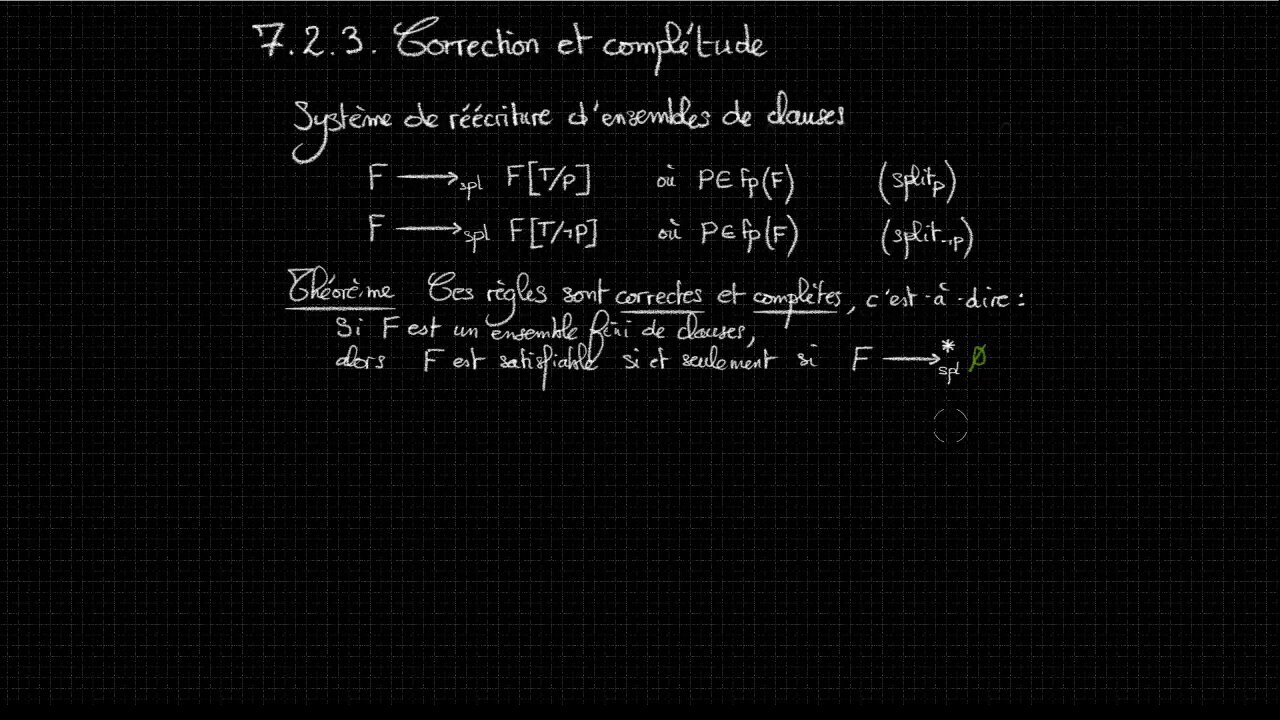 7.2.3. Correction et complétude
Système de réécriture d'ensembles de clauses
F ⟶spl F[T/P] où P∈fp(F) (splitP)
F ⟶spl F[T/¬P] où P∈fp(F) (split¬P)
Théorème Ces règles sont correctes et complètes, c'est-à-dire :
Si F est un ensemble fini de clauses,
alors F est satisfiable si et seulement si F ⟶*spl ∅